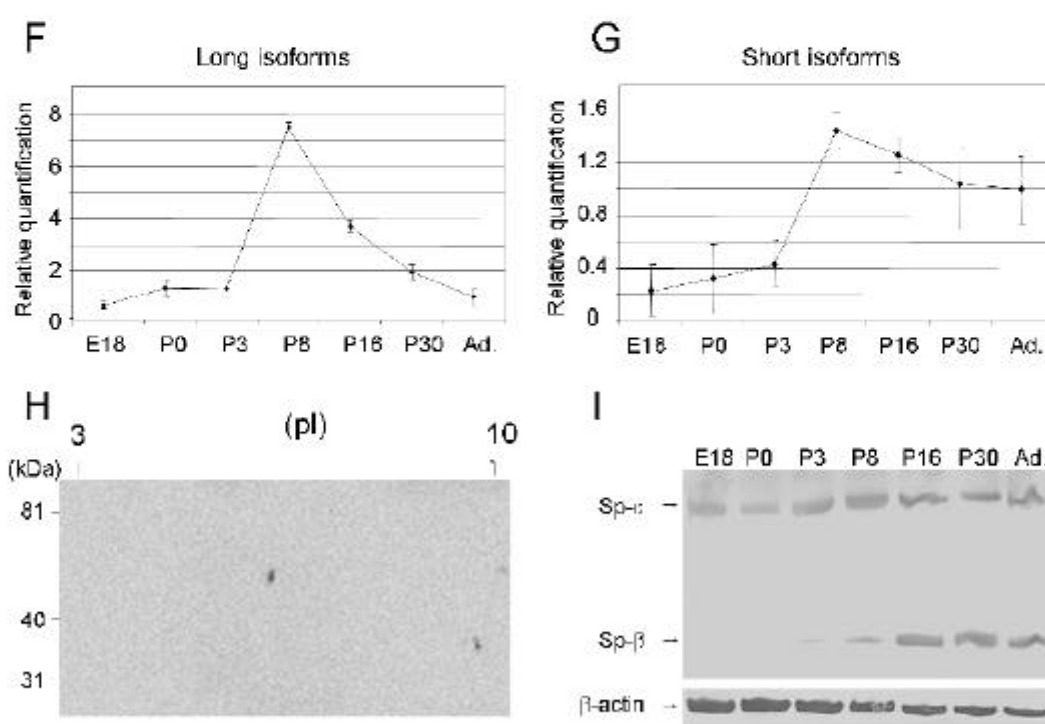 F
Long isoforms
Relative quantification
8
6
4
2
0
E18 P0 P3 P8 P16 P30 Ad.
G
Short isoforms
Relative quantification
1.6
1.2
0.8
0.4
0
E18 P0 P3 P8 P16 P30 Ad.
H
(pI)
3 10
(kDa)
81
40
31
I
E18 P0 P3 P8 P16 P30 Ad.
Sp-β
β-actin